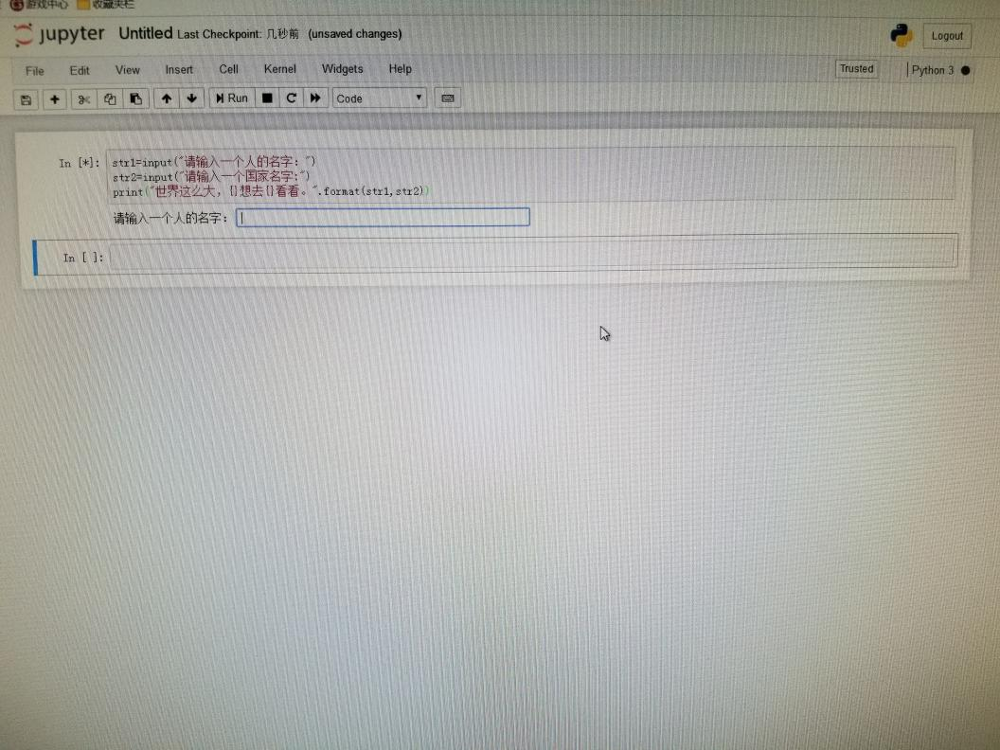 游戏中心 收藏夹栏
jupyter Untitled Last Checkpoint: 几秒前 (unsaved changes) Logout
File Edit View Insert Cell Kernel Widgets Help Trusted Python 3
Run Code
In [*]: str1=input("请输入一个人的名字：")
str2=input("请输入一个国家名字:")
print("世界这么大，{}想去{}看看。".format(str1,str2))
请输入一个人的名字：
In [ ]: